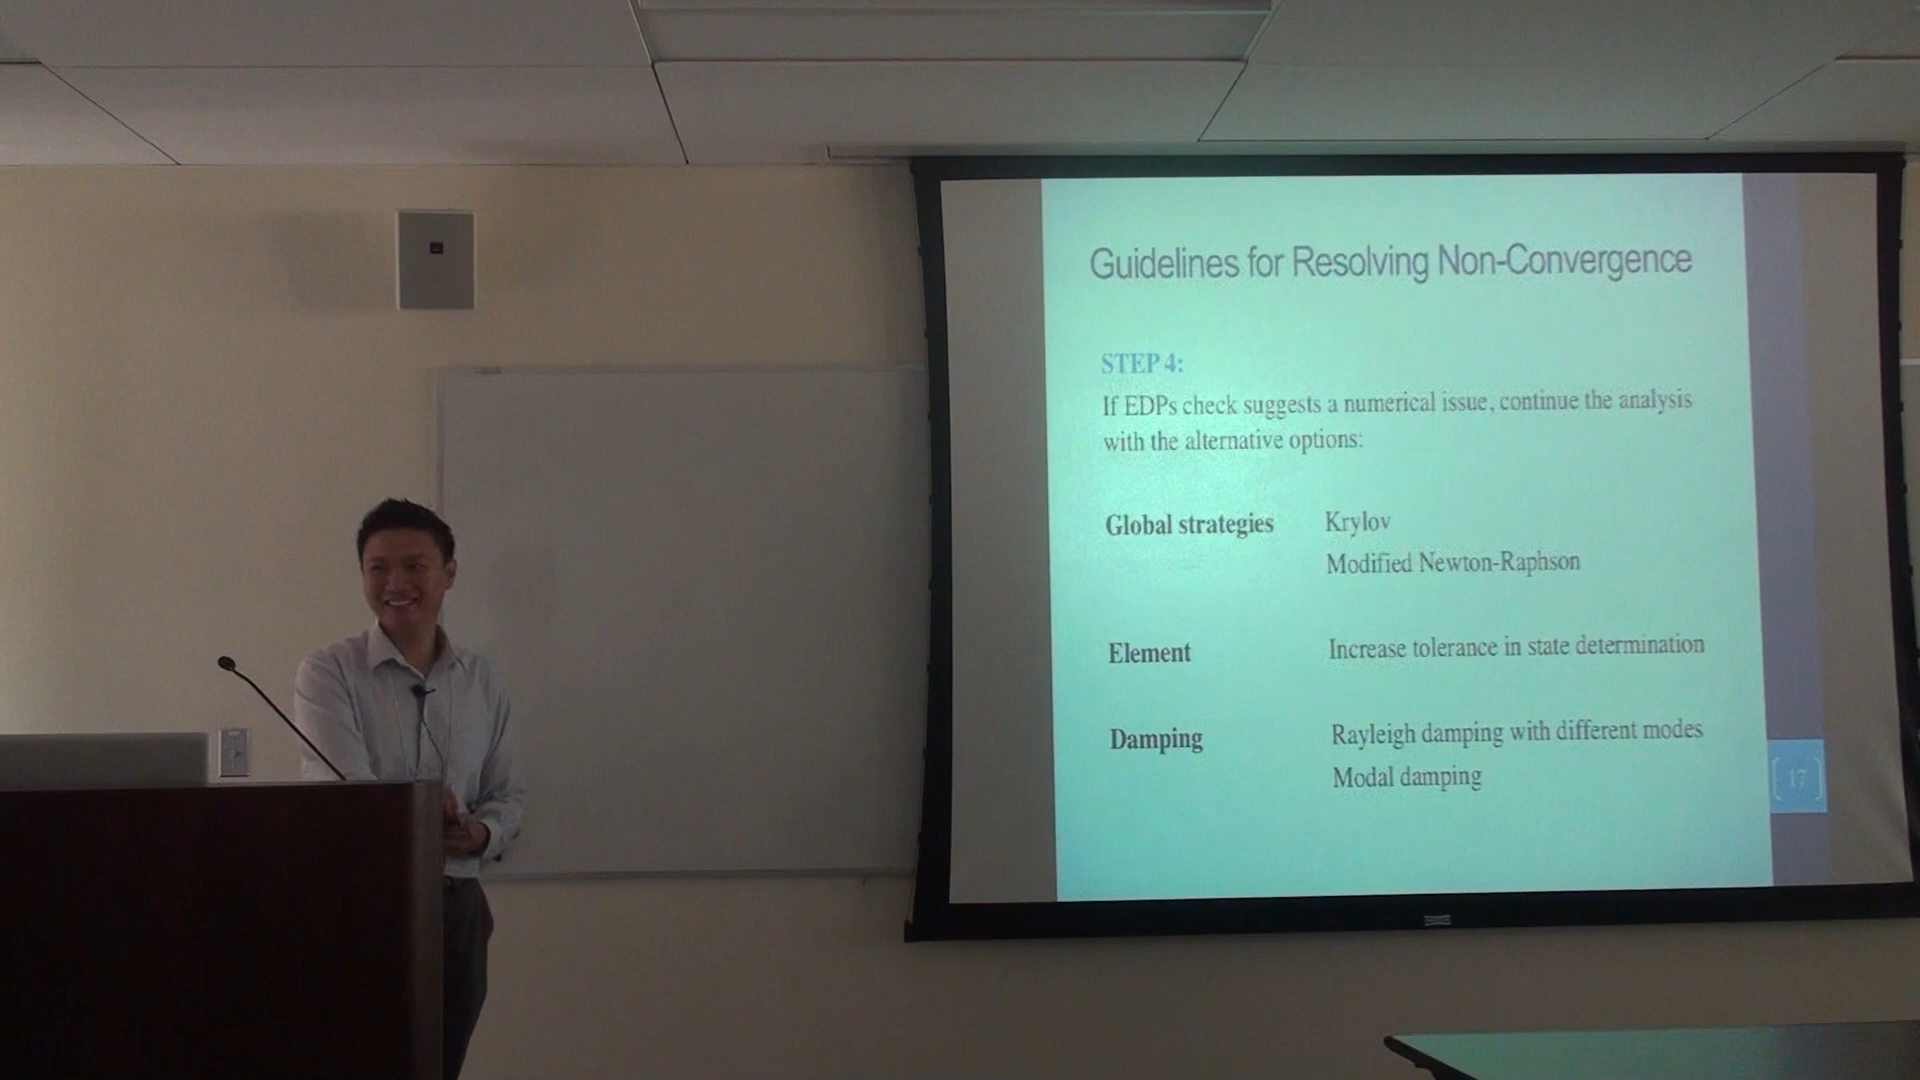 Guidelines for Resolving Non-Convergence
STEP 4:
If EDPs check suggests a numerical issue, continue the analysis
with the alternative options:
Global strategies Krylov
Modified Newton-Raphson
Element Increase tolerance in state determination
Damping Rayleigh damping with different modes
Modal damping
17